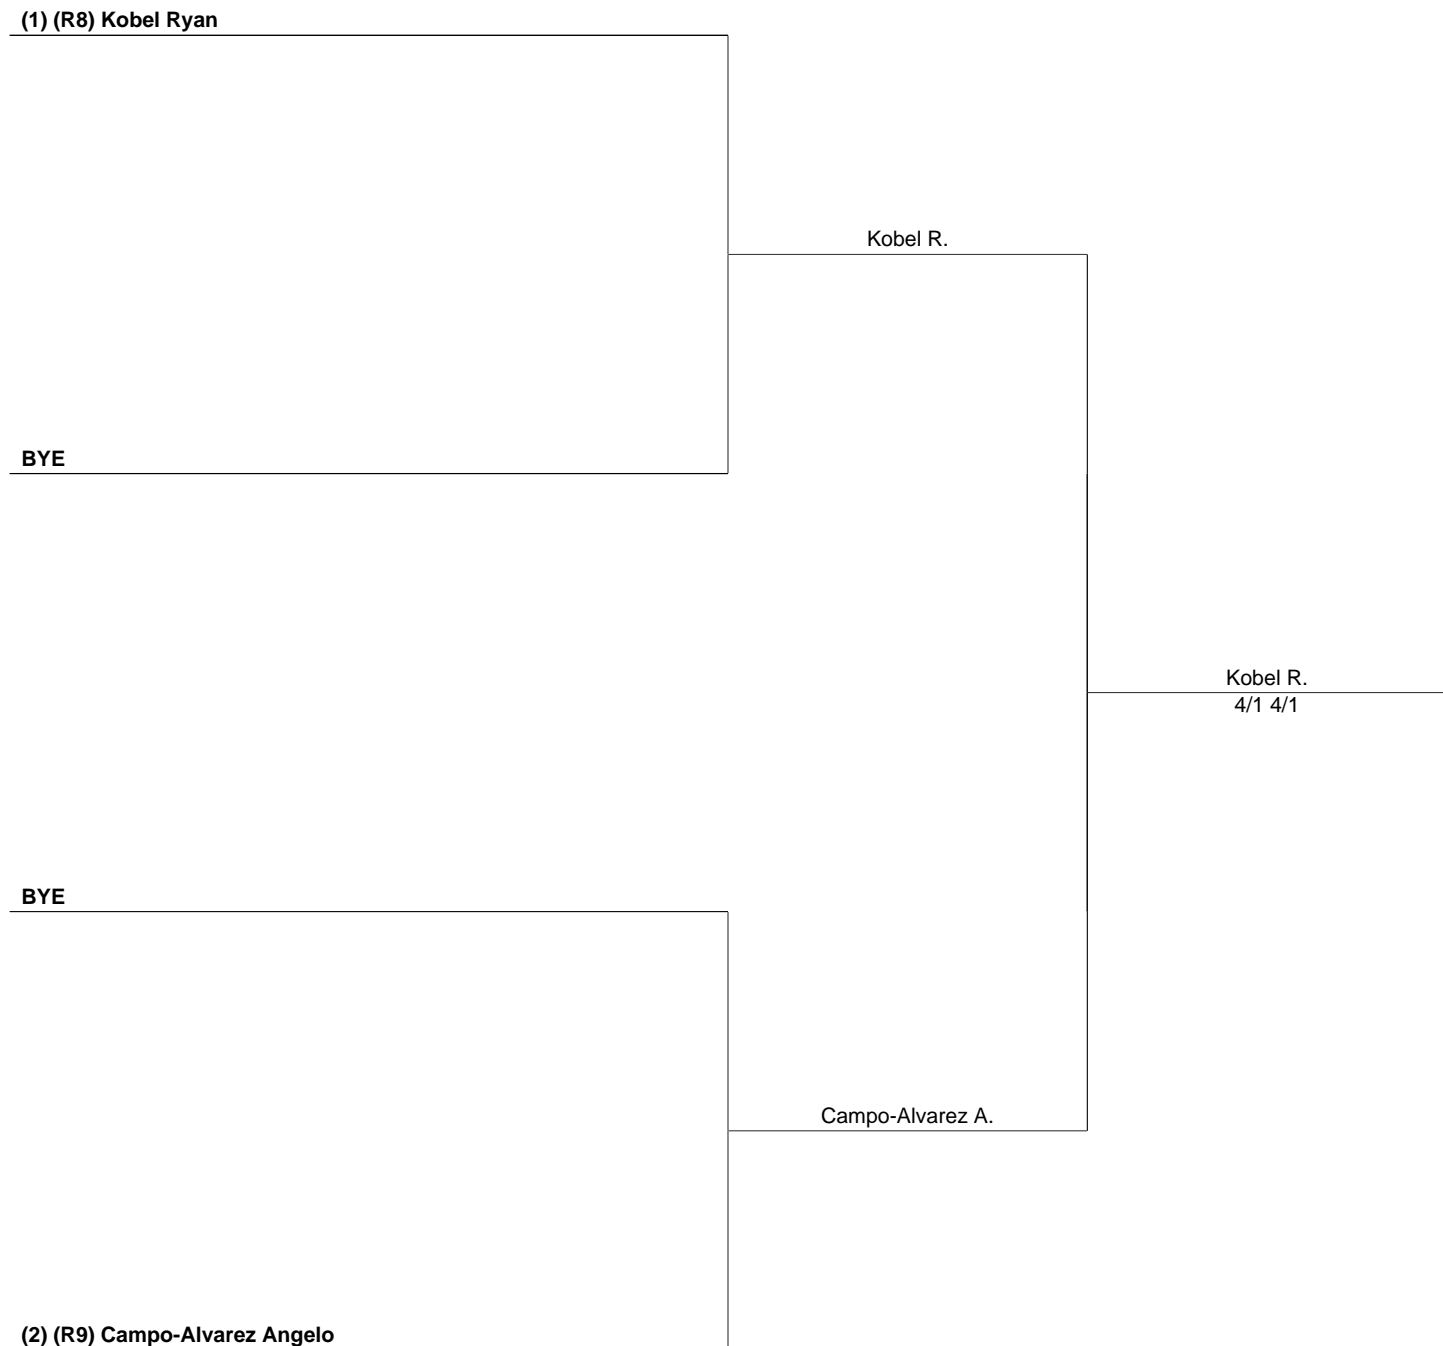 (1) (R8) Kobel Ryan
Kobel R.
BYE
Kobel R.
4/1 4/1
BYE
Campo-Alvarez A.
(2) (R9) Campo-Alvarez Angelo